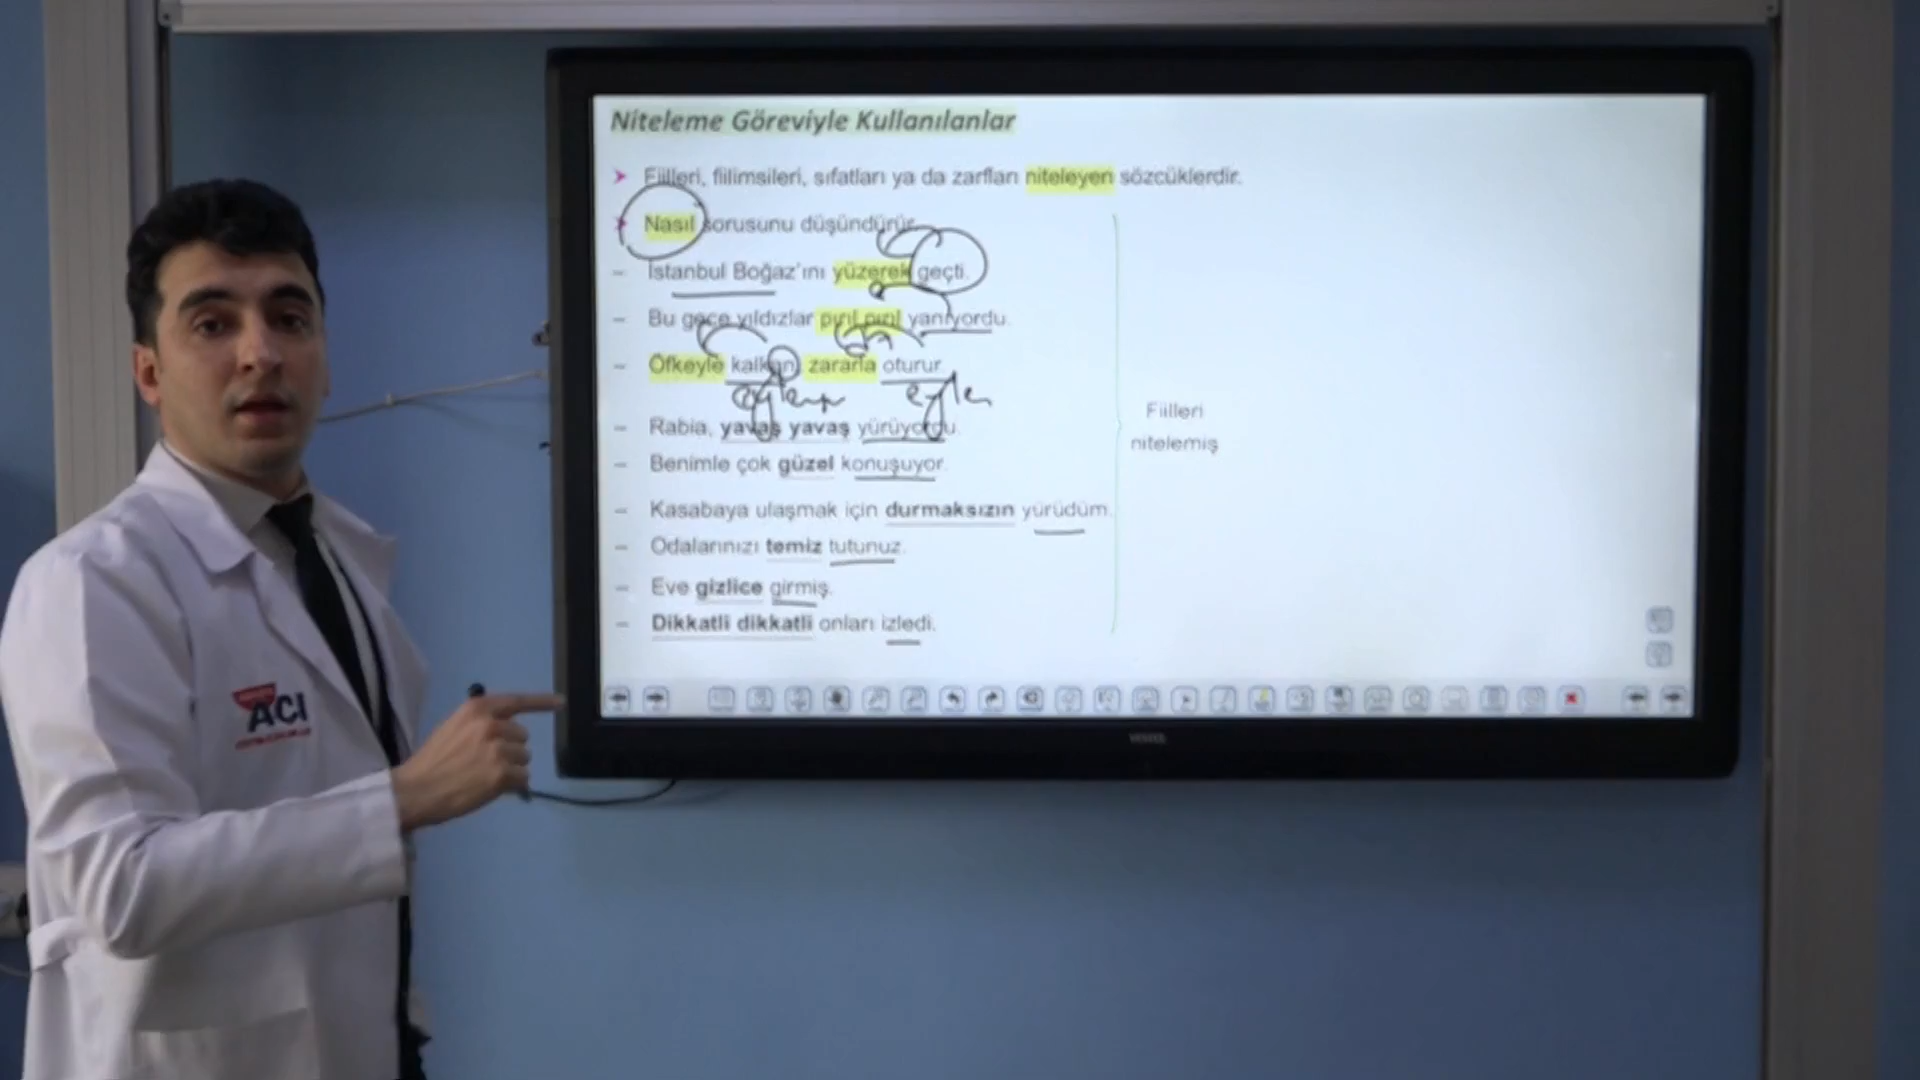 Niteleme Göreviyle Kullanılanlar
➤ Fiilleri, fiilimsileri, sıfatları ya da zarfları niteleyen sözcüklerdir.
➤ Nasıl sorusunu düşündürür.
– İstanbul Boğaz'ını yüzerek geçti.
– Bu gece yıldızlar pırıl pırıl yanıyordu.
– Öfkeyle kalkan, zararla oturur.
eylem
– Rabia, yavaş yavaş yürüyordu.
– Benimle çok güzel konuşuyor.
– Kasabaya ulaşmak için durmaksızın yürüdüm.
– Odalarınızı temiz tutunuz.
– Eve gizlice girmiş.
– Dikkatli dikkatli onları izledi.
Fiilleri
nitelemiş
ACI
VESTEL